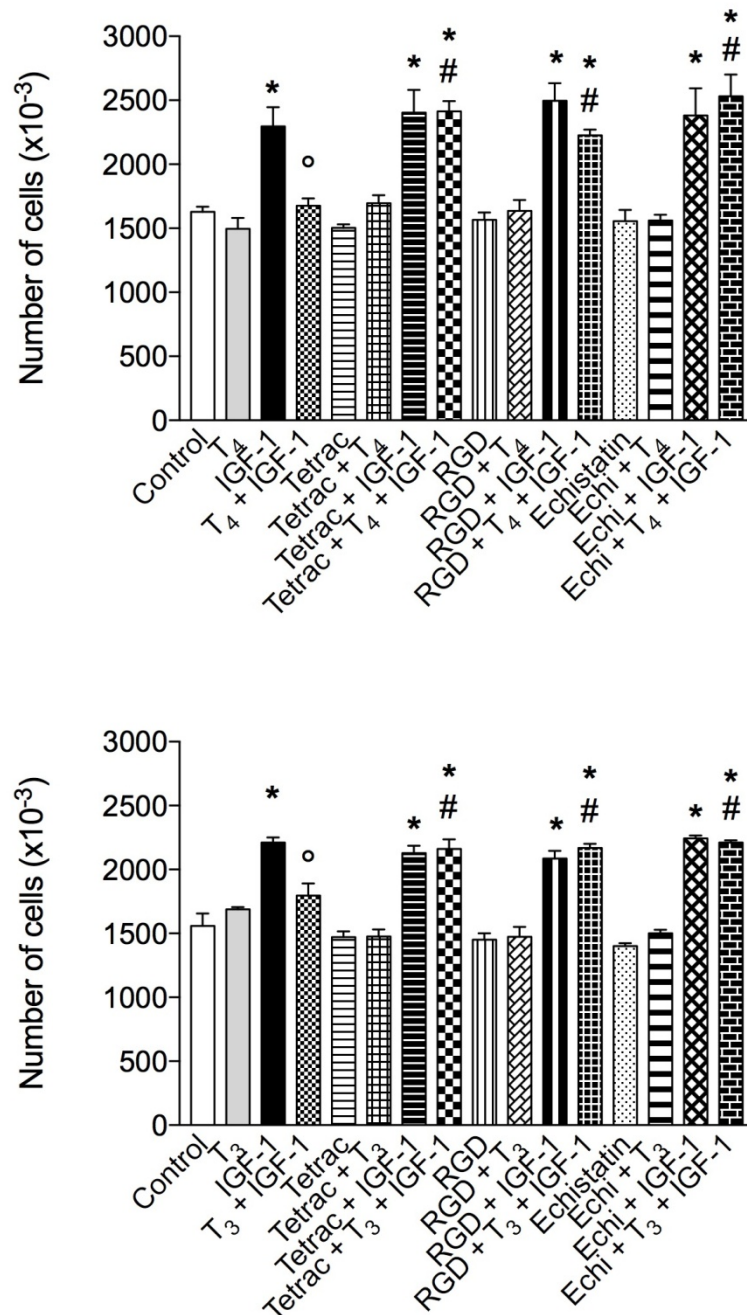 Number of cells (x10⁻³)
3000
2500
2000
1500
1000
500
0
* ° * * # * * # * * #
Control
T₄
IGF-1
T₄ + IGF-1
Tetrac
Tetrac + T₄
Tetrac + IGF-1
Tetrac + T₄ + IGF-1
RGD
RGD + T₄
RGD + IGF-1
RGD + T₄ + IGF-1
Echistatin
Echi + T₄
Echi + IGF-1
Echi + T₄ + IGF-1
Number of cells (x10⁻³)
3000
2500
2000
1500
1000
500
0
* ° * * # * * # * * #
Control
T₃
IGF-1
T₃ + IGF-1
Tetrac
Tetrac + T₃
Tetrac + IGF-1
Tetrac + T₃ + IGF-1
RGD
RGD + T₃
RGD + IGF-1
RGD + T₃ + IGF-1
Echistatin
Echi + T₃
Echi + IGF-1
Echi + T₃ + IGF-1